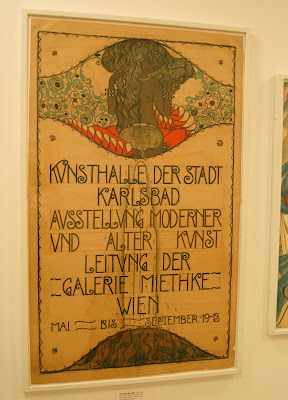 KVNSTHALLE DER STADT
KARLSBAD
AVSSTELLVNG MODERNER
VND ALTER KVNST
LEITVNG DER
~GALERIE MIETHKE~
WIEN
MAI ~ BIS ~ SEPTEMBER